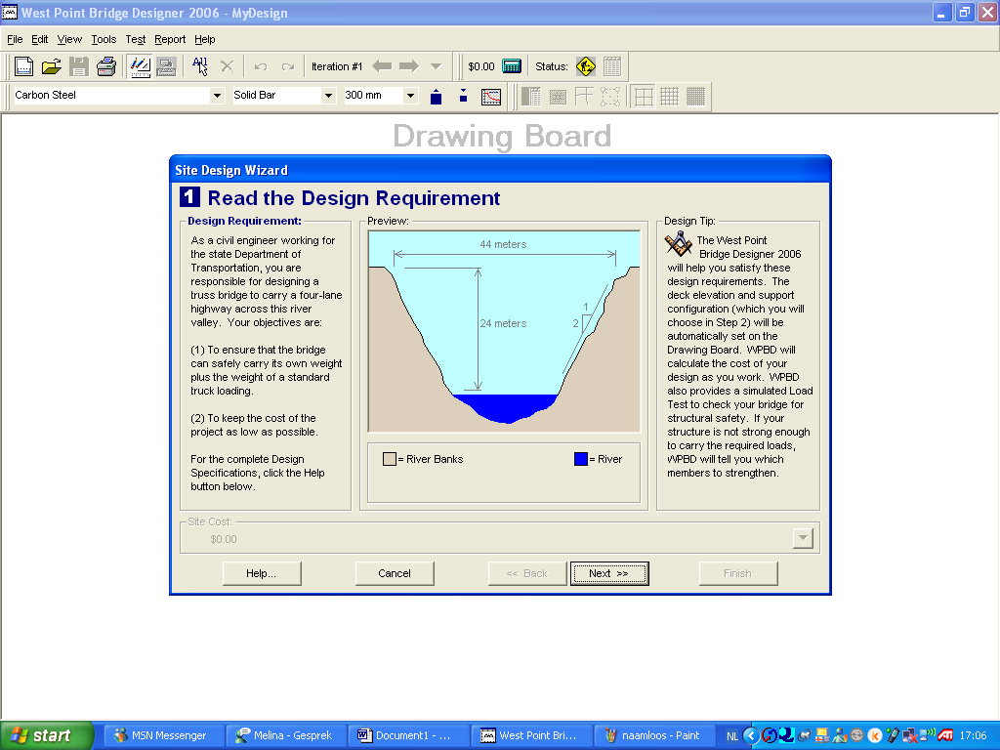 West Point Bridge Designer 2006 - MyDesign
File Edit View Tools Test Report Help
Iteration #1 $0.00 Status:
Carbon Steel Solid Bar 300 mm
Drawing Board
Site Design Wizard
1 Read the Design Requirement
Design Requirement:
As a civil engineer working for
the state Department of
Transportation, you are
responsible for designing a
truss bridge to carry a four-lane
highway across this river
valley. Your objectives are:
(1) To ensure that the bridge
can safely carry its own weight
plus the weight of a standard
truck loading.
(2) To keep the cost of the
project as low as possible.
For the complete Design
Specifications, click the Help
button below.
Preview:
44 meters
24 meters
1
2
= River Banks
= River
Design Tip:
The West Point
Bridge Designer 2006
will help you satisfy these
design requirements. The
deck elevation and support
configuration (which you will
choose in Step 2) will be
automatically set on the
Drawing Board. WPBD will
calculate the cost of your
design as you work. WPBD
also provides a simulated Load
Test to check your bridge for
structural safety. If your
structure is not strong enough
to carry the required loads,
WPBD will tell you which
members to strengthen.
Site Cost:
$0.00
Help... Cancel << Back Next >> Finish
start MSN Messenger Melina - Gesprek Document1 - ... West Point Bri... naamloos - Paint NL 17:06